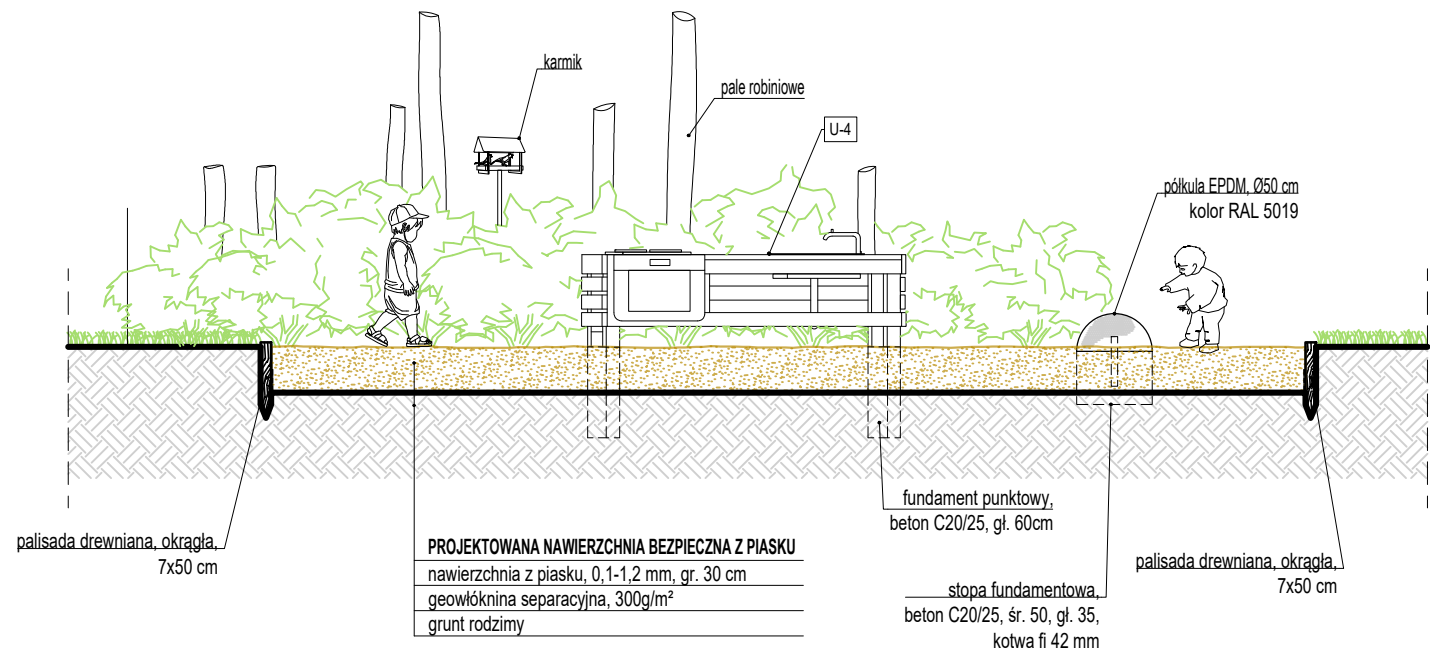 karmik
pale robiniowe
U-4
półkula EPDM, Ø50 cm
kolor RAL 5019
fundament punktowy,
beton C20/25, gł. 60cm
palisada drewniana, okrągła,
7x50 cm
PROJEKTOWANA NAWIERZCHNIA BEZPIECZNA Z PIASKU
nawierzchnia z piasku, 0,1-1,2 mm, gr. 30 cm
geowłóknina separacyjna, 300g/m²
grunt rodzimy
stopa fundamentowa,
beton C20/25, śr. 50, gł. 35,
kotwa fi 42 mm
palisada drewniana, okrągła,
7x50 cm